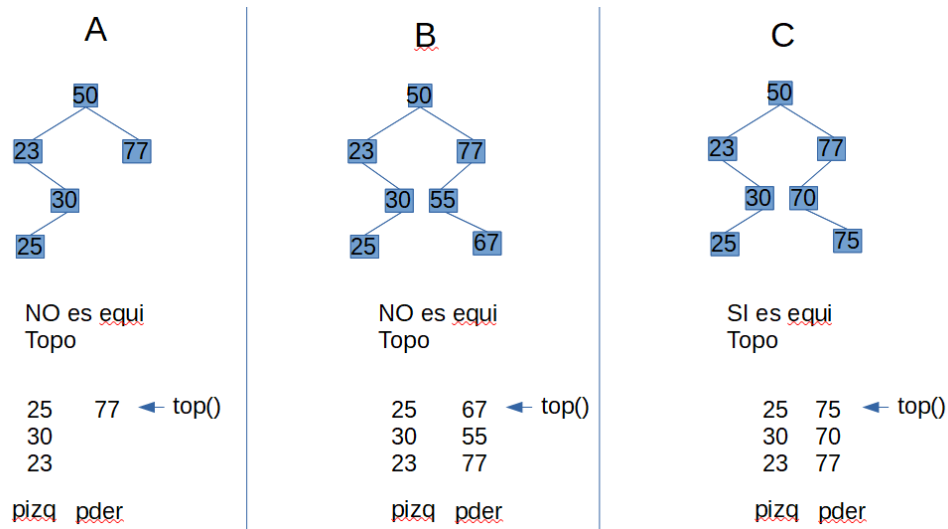 A
50
23 77
30
25
NO es equi
Topo
25 77 top()
30
23
pizq pder
B
50
23 77
30 55
25 67
NO es equi
Topo
25 67 top()
30 55
23 77
pizq pder
C
50
23 77
30 70
25 75
SI es equi
Topo
25 75 top()
30 70
23 77
pizq pder